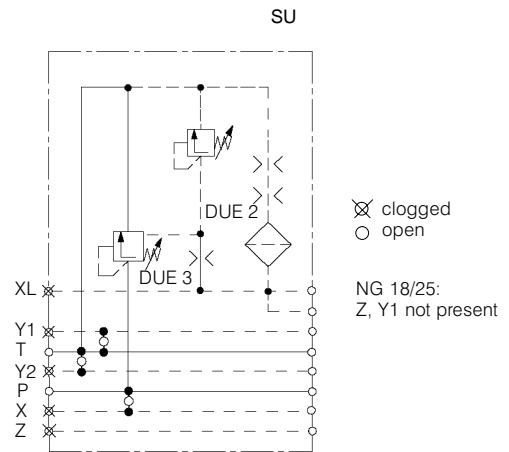 SU
DUE 2
DUE 3
clogged
open
NG 18/25:
Z, Y1 not present
XL
Y1
T
Y2
P
X
Z